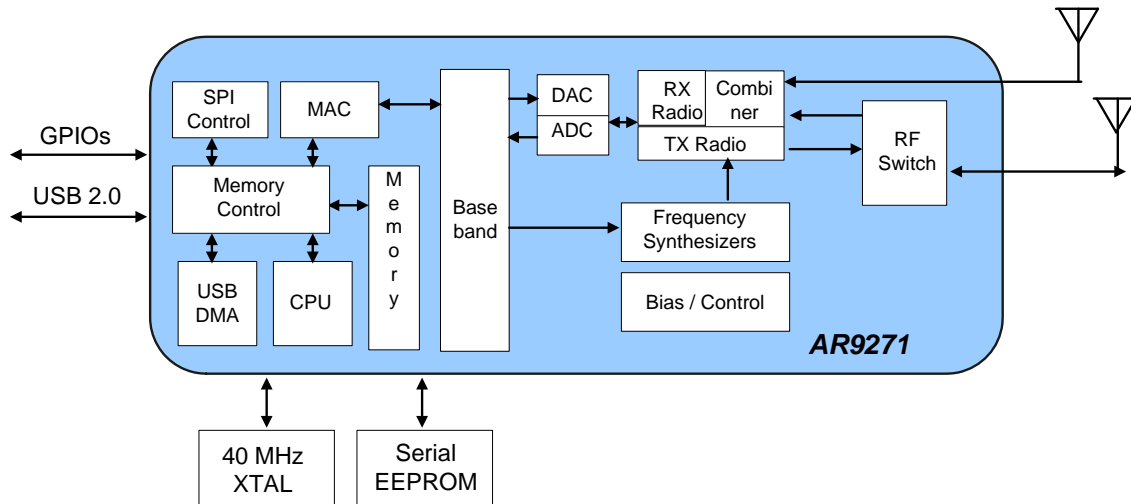 GPIOs
USB 2.0
SPI
Control
MAC
Memory
Control
USB
DMA
CPU
M
e
m
o
r
y
Base
band
DAC
ADC
RX
Radio
Combi
ner
TX Radio
RF
Switch
Frequency
Synthesizers
Bias / Control
AR9271
40 MHz
XTAL
Serial
EEPROM